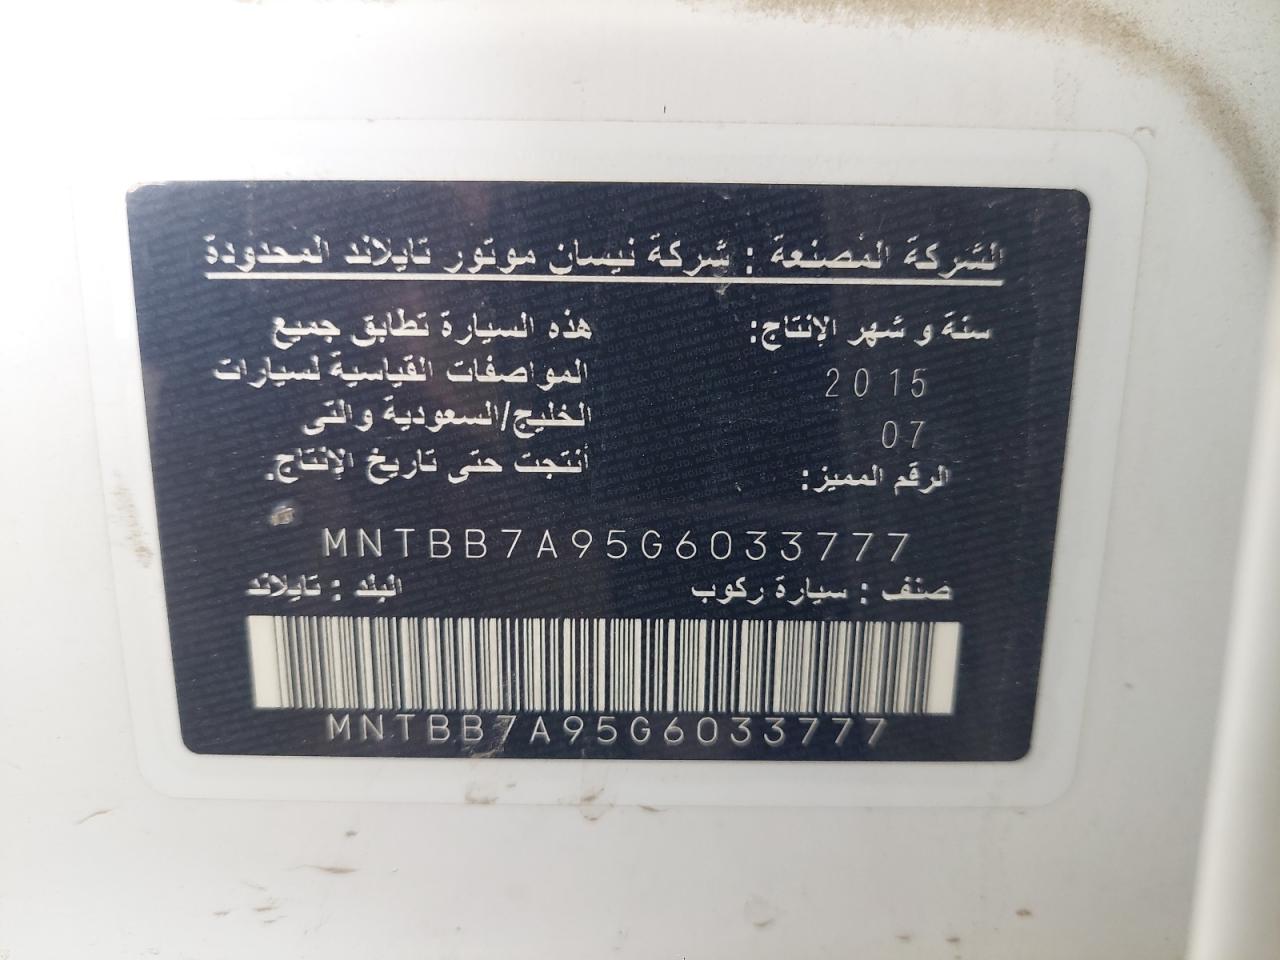 الشركة المصنعة : شركة نيسان موتور تايلاند المحدودة
سنة و شهر الإنتاج:
2015
07
الرقم المميز:
هذه السيارة تطابق جميع
المواصفات القياسية لسيارات
الخليج/السعودية والتى
أنتجت حتى تاريخ الإنتاج.
MNTBB7A95G6033777
صنف : سيارة ركوب البلد : تايلاند
MNTBB7A95G6033777